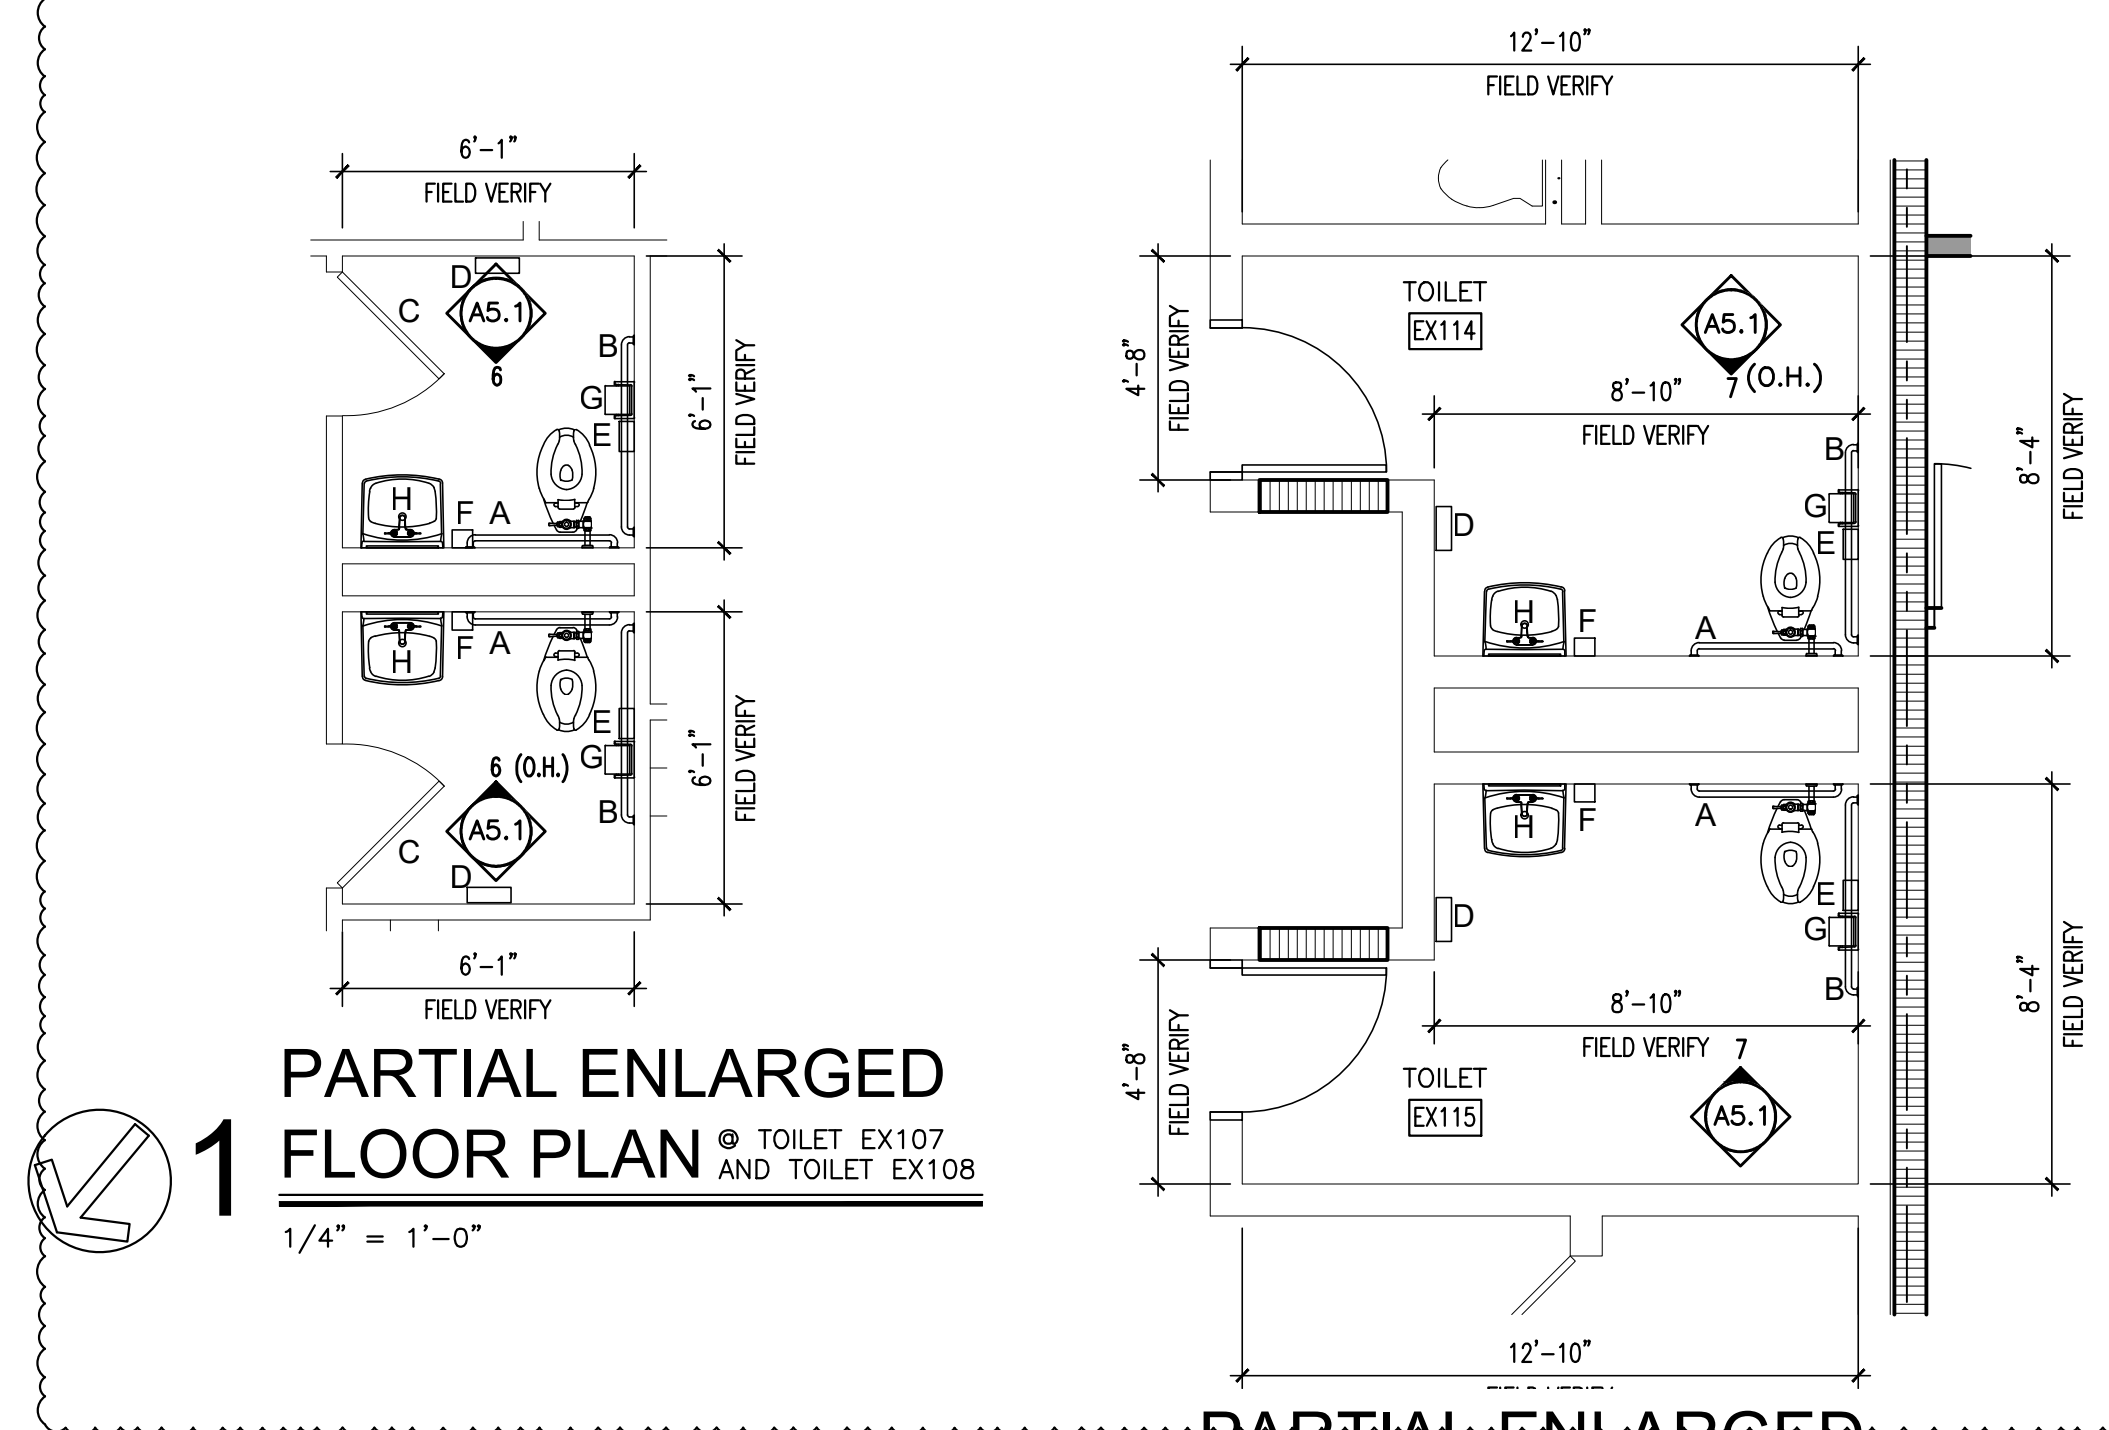 6'-1"
FIELD VERIFY
D
C
A5.1
6
B
G
E
H
F
A
6'-1"
FIELD VERIFY
H
F
A
E
G
B
6 (O.H.)
A5.1
C
D
6'-1"
FIELD VERIFY
6'-1"
FIELD VERIFY
PARTIAL ENLARGED
1 FLOOR PLAN @ TOILET EX107
AND TOILET EX108
1/4" = 1'-0"
12'-10"
FIELD VERIFY
TOILET
EX114
A5.1
7 (O.H.)
4'-8"
FIELD VERIFY
8'-10"
FIELD VERIFY
8'-4"
FIELD VERIFY
B
G
E
D
H
F
A
H
F
A
E
G
B
D
8'-10"
FIELD VERIFY
7
A5.1
TOILET
EX115
4'-8"
FIELD VERIFY
8'-4"
FIELD VERIFY
12'-10"
FIELD VERIFY
PARTIAL ENLARGED